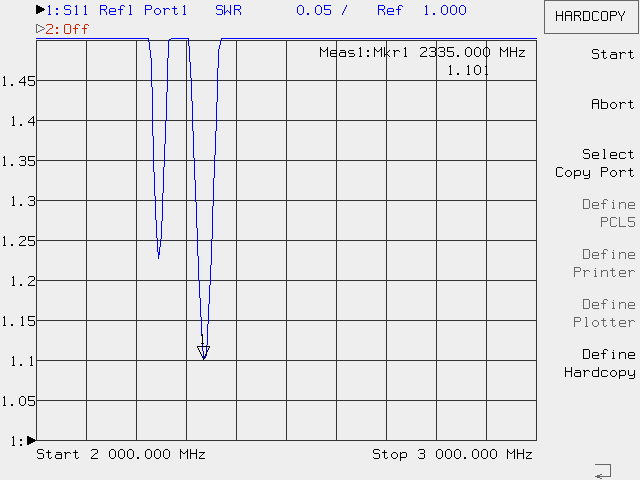 1:S11 Refl Port1 SWR 0.05 / Ref 1.000
2:Off
Meas1:Mkr1 2335.000 MHz
1.101
1.45
1.4
1.35
1.3
1.25
1.2
1.15
1.1
1.05
1:
Start 2 000.000 MHz Stop 3 000.000 MHz
HARDCOPY
Start
Abort
Select
Copy Port
Define
PCL5
Define
Printer
Define
Plotter
Define
Hardcopy